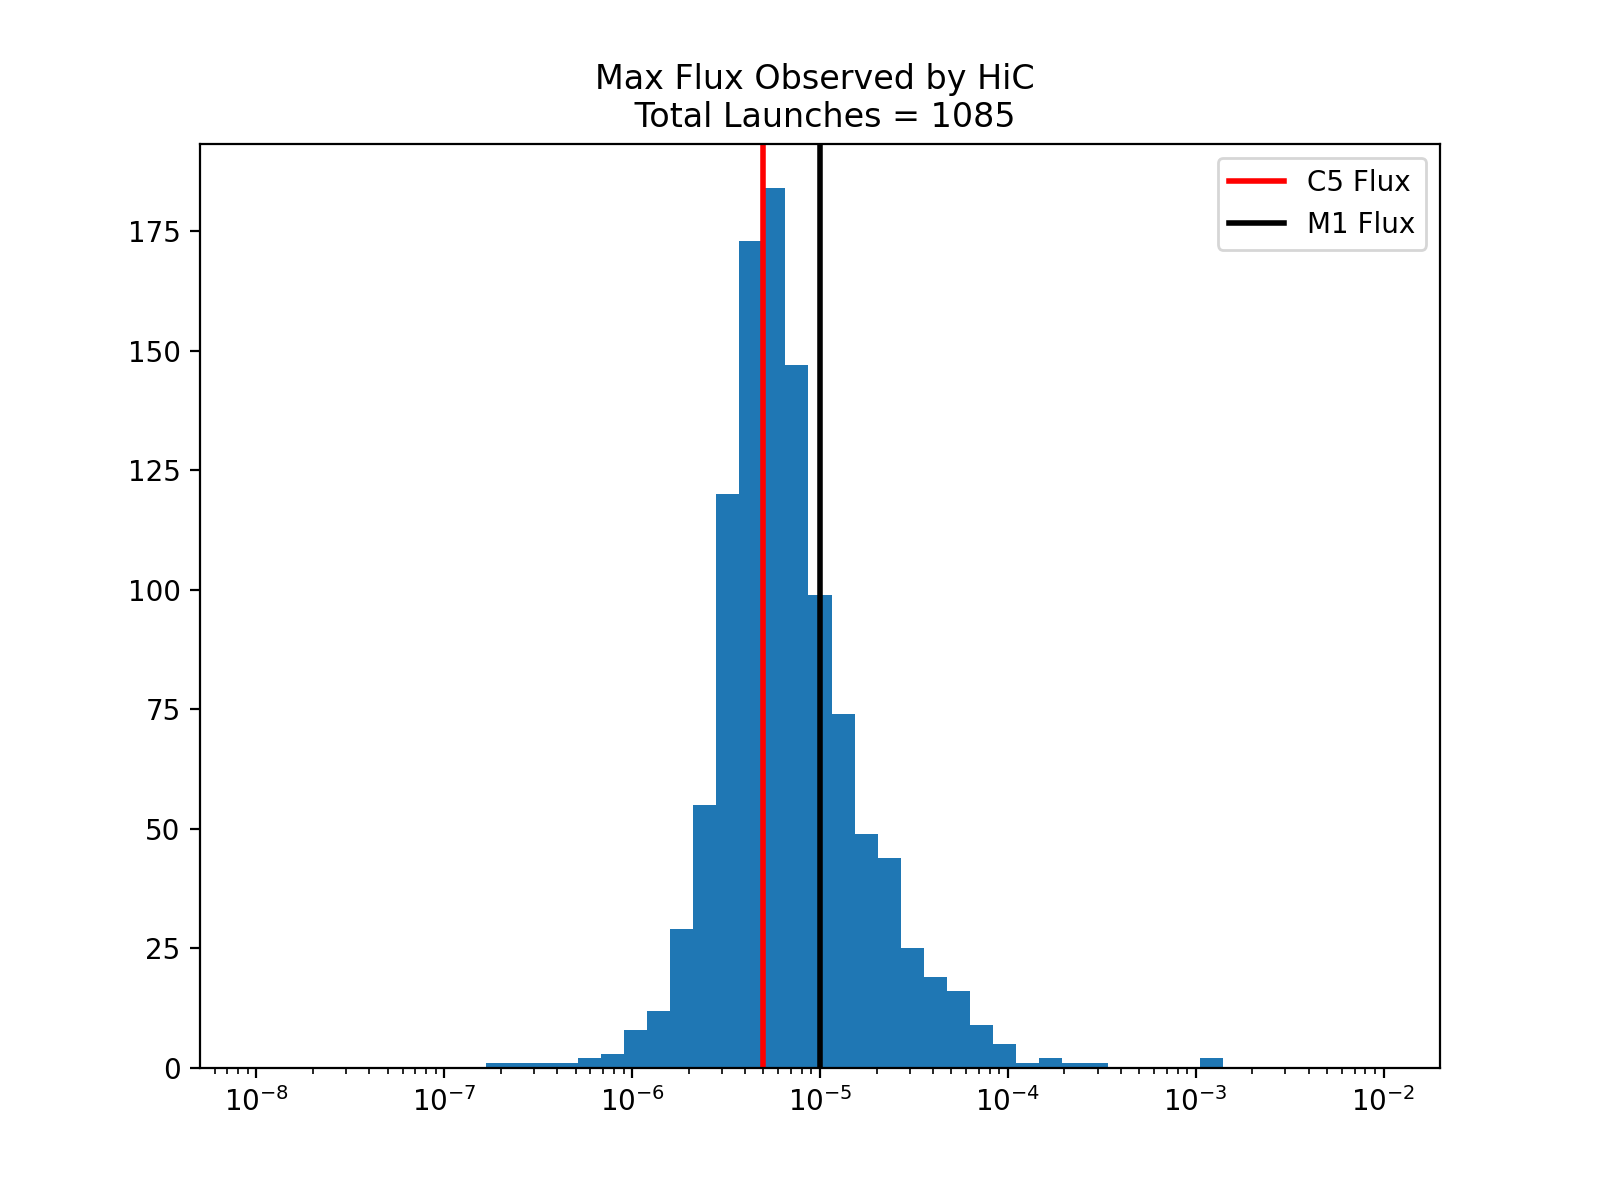 Max Flux Observed by HiC
Total Launches = 1085
C5 Flux
M1 Flux
175
150
125
100
75
50
25
0
10⁻⁸ 10⁻⁷ 10⁻⁶ 10⁻⁵ 10⁻⁴ 10⁻³ 10⁻²